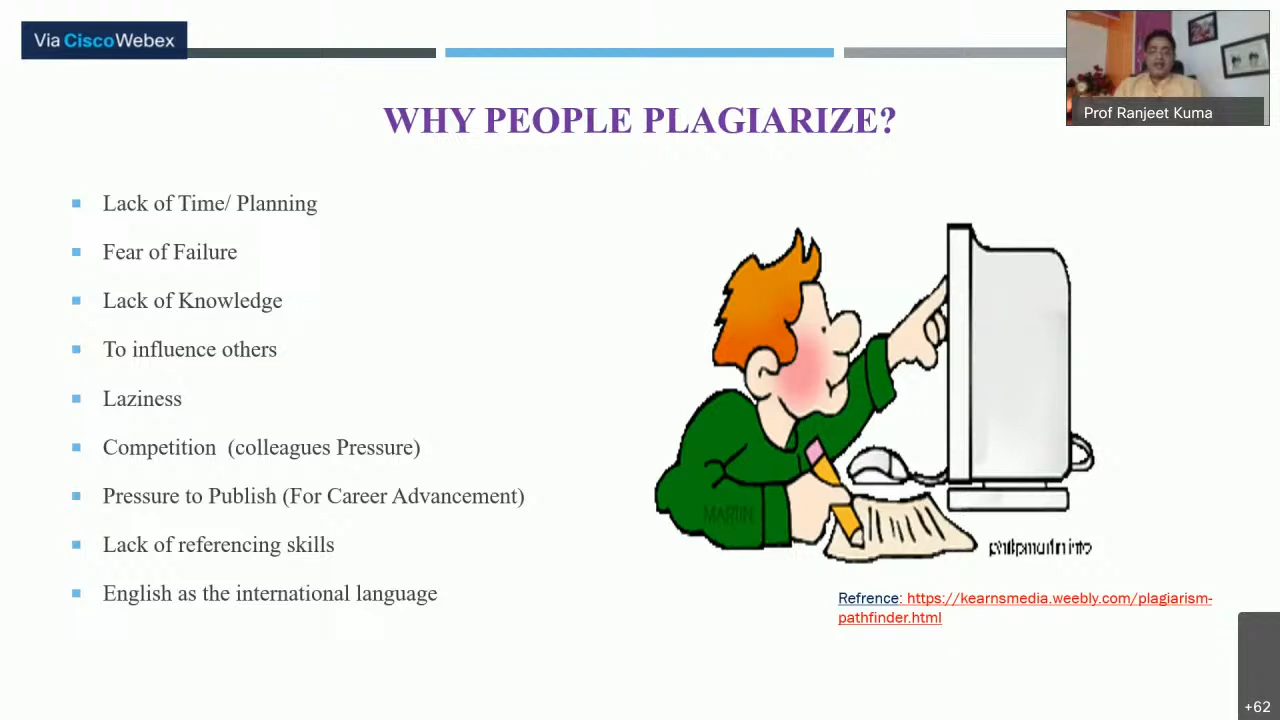 Via Cisco Webex
Prof Ranjeet Kuma
WHY PEOPLE PLAGIARIZE?
Lack of Time/ Planning
Fear of Failure
Lack of Knowledge
To influence others
Laziness
Competition (colleagues Pressure)
Pressure to Publish (For Career Advancement)
Lack of referencing skills
English as the international language
MARTIN
Refrence: https://kearnsmedia.weebly.com/plagiarism-
pathfinder.html
+62